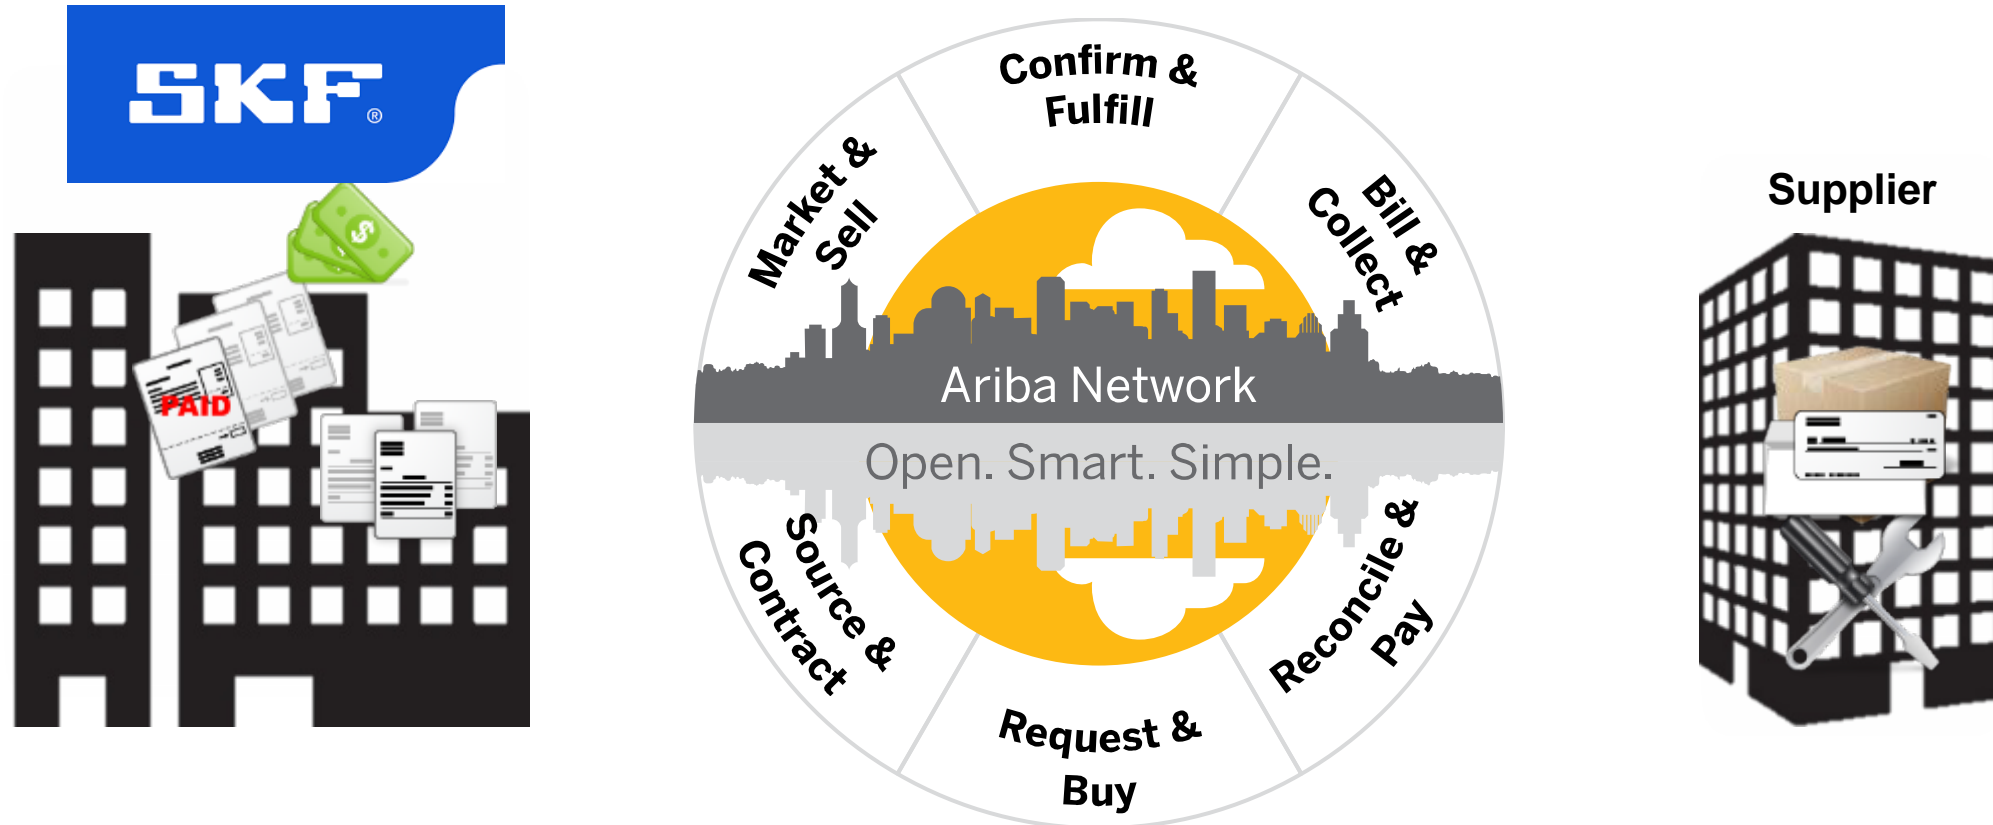 SKF®
PAID
Confirm &
Fulfill
Market &
Sell
Bill &
Collect
Ariba Network
Open. Smart. Simple.
Source &
Contract
Reconcile &
Pay
Request &
Buy
Supplier